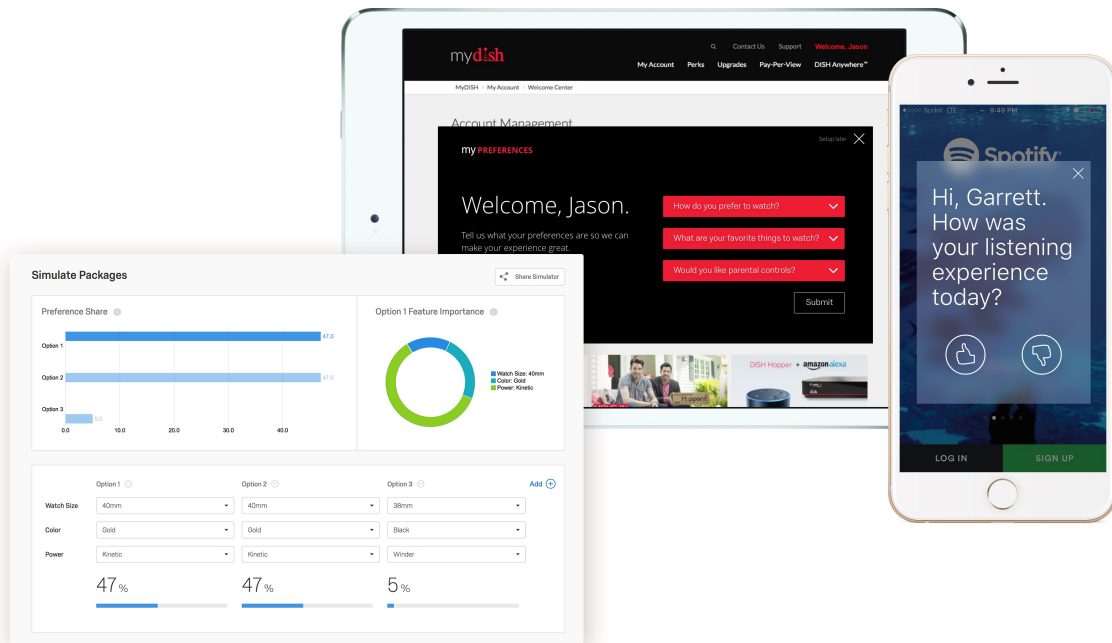 mydish
Contact Us Support Welcome, Jason
My Account Perks Upgrades Pay-Per-View DISH Anywhere™
MyDISH > My Account > Welcome Center
Account Management
my PREFERENCES
Setup later
Welcome, Jason.
Tell us what your preferences are so we can
make your experience great.
How do you prefer to watch?
What are your favorite things to watch?
Would you like parental controls?
Submit
Hopper
DISH Hopper + amazon alexa
Sprint LTE 9:49 PM
Spotify
Hi, Garrett.
How was
your listening
experience
today?
LOG IN SIGN UP
Simulate Packages
Share Simulator
Preference Share
Option 1 47.0
Option 2 47.0
Option 3
0.0 10.0 20.0 30.0 40.0
Option 1 Feature Importance
Watch Size: 40mm
Color: Gold
Power: Kinetic
Option 1 Option 2 Option 3 Add
Watch Size 40mm 40mm 38mm
Color Gold Gold Black
Power Kinetic Kinetic Winder
47 % 47 % 5 %